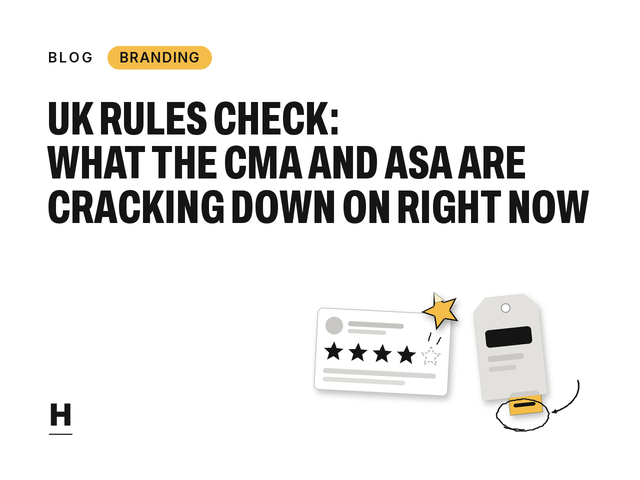 BLOG BRANDING
UK RULES CHECK:
WHAT THE CMA AND ASA ARE
CRACKING DOWN ON RIGHT NOW
H